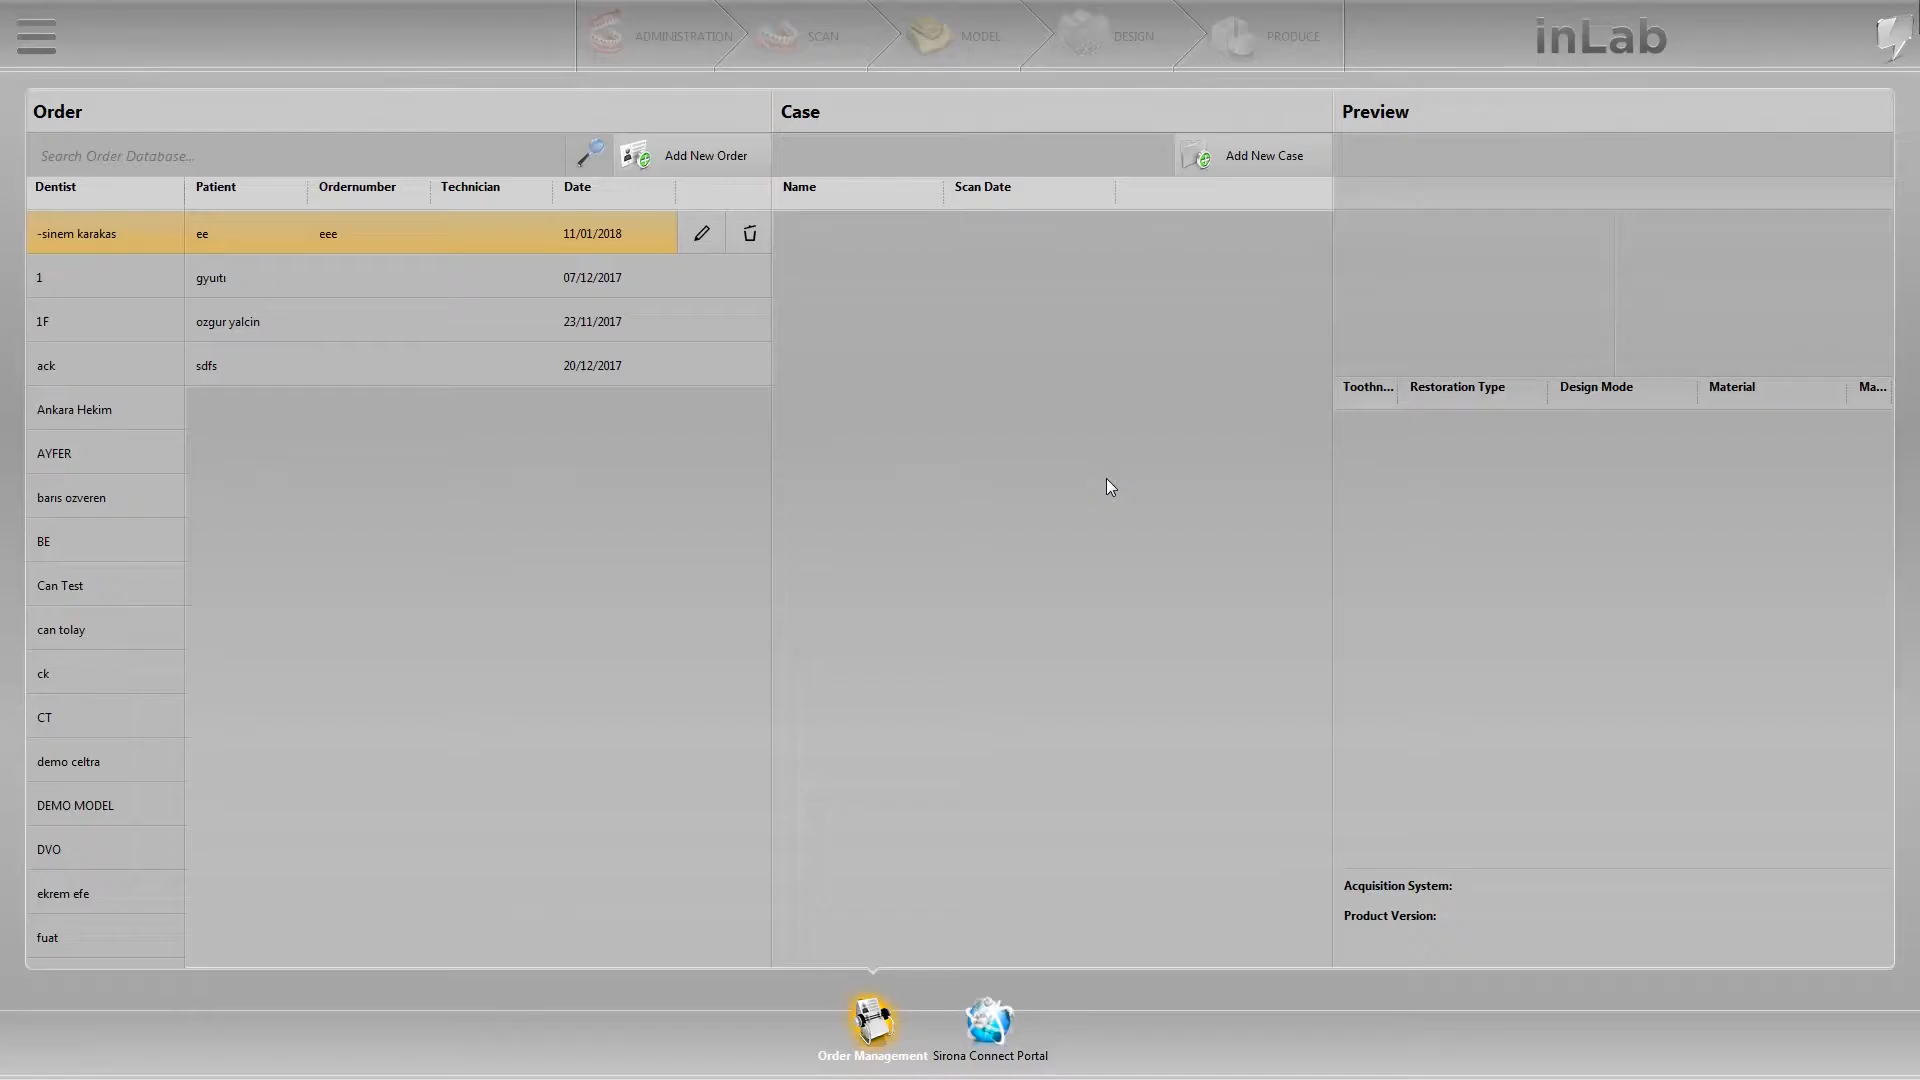 ADMINISTRATION SCAN MODEL DESIGN PRODUCE inLab
Order Case Preview
Search Order Database... Add New Order Add New Case
Dentist Patient Ordernumber Technician Date Name Scan Date
-sinem karakas ee eee 11/01/2018
1 gyuıtı 07/12/2017
1F ozgur yalcin 23/11/2017
ack sdfs 20/12/2017
Toothn... Restoration Type Design Mode Material Ma...
Ankara Hekim
AYFER
barıs ozveren
BE
Can Test
can tolay
ck
CT
demo celtra
DEMO MODEL
DVO
ekrem efe
fuat
Acquisition System:
Product Version:
Order Management Sirona Connect Portal